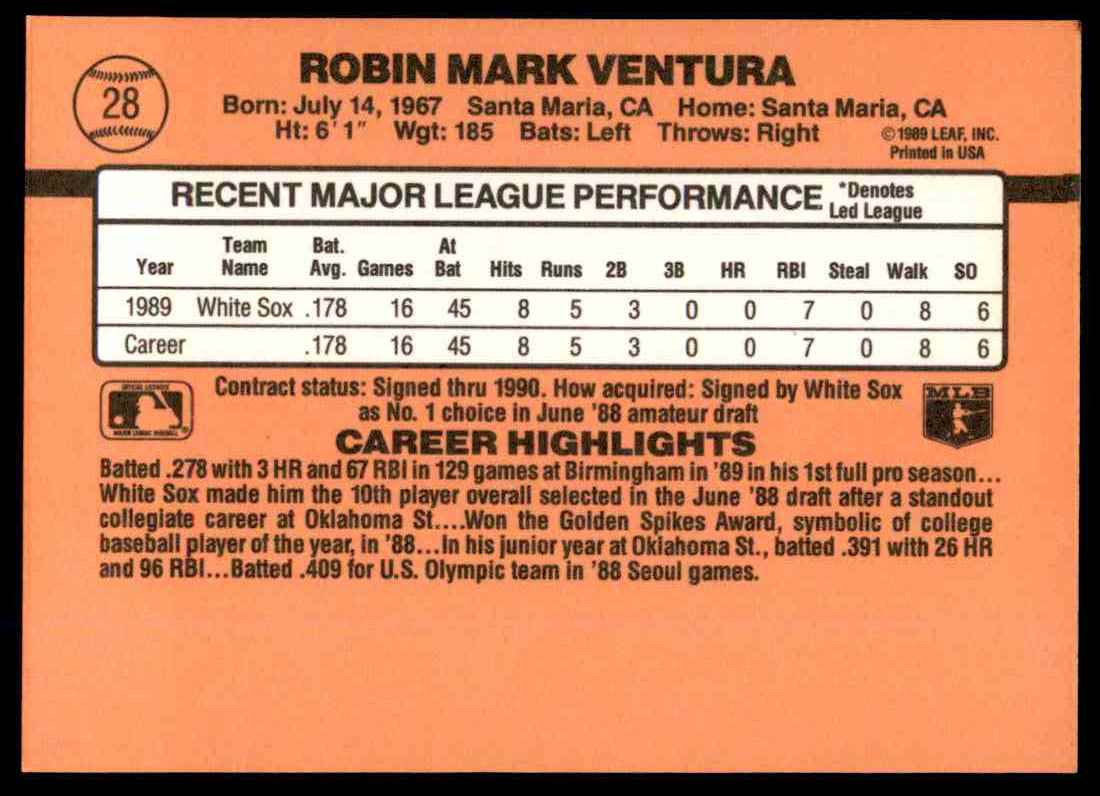 28
ROBIN MARK VENTURA
Born: July 14, 1967 Santa Maria, CA Home: Santa Maria, CA
Ht: 6' 1" Wgt: 185 Bats: Left Throws: Right ©1989 LEAF, INC.
Printed in USA
RECENT MAJOR LEAGUE PERFORMANCE *Denotes
Led League
Team Bat. At
Year Name Avg. Games Bat Hits Runs 2B 3B HR RBI Steal Walk SO
1989 White Sox .178 16 45 8 5 3 0 0 7 0 8 6
Career .178 16 45 8 5 3 0 0 7 0 8 6
Contract status: Signed thru 1990. How acquired: Signed by White Sox
as No. 1 choice in June '88 amateur draft
MLB
MAJOR LEAGUE BASEBALL
CAREER HIGHLIGHTS
Batted .278 with 3 HR and 67 RBI in 129 games at Birmingham in '89 in his 1st full pro season...
White Sox made him the 10th player overall selected in the June '88 draft after a standout
collegiate career at Oklahoma St....Won the Golden Spikes Award, symbolic of college
baseball player of the year, in '88...In his junior year at Oklahoma St., batted .391 with 26 HR
and 96 RBI...Batted .409 for U.S. Olympic team in '88 Seoul games.